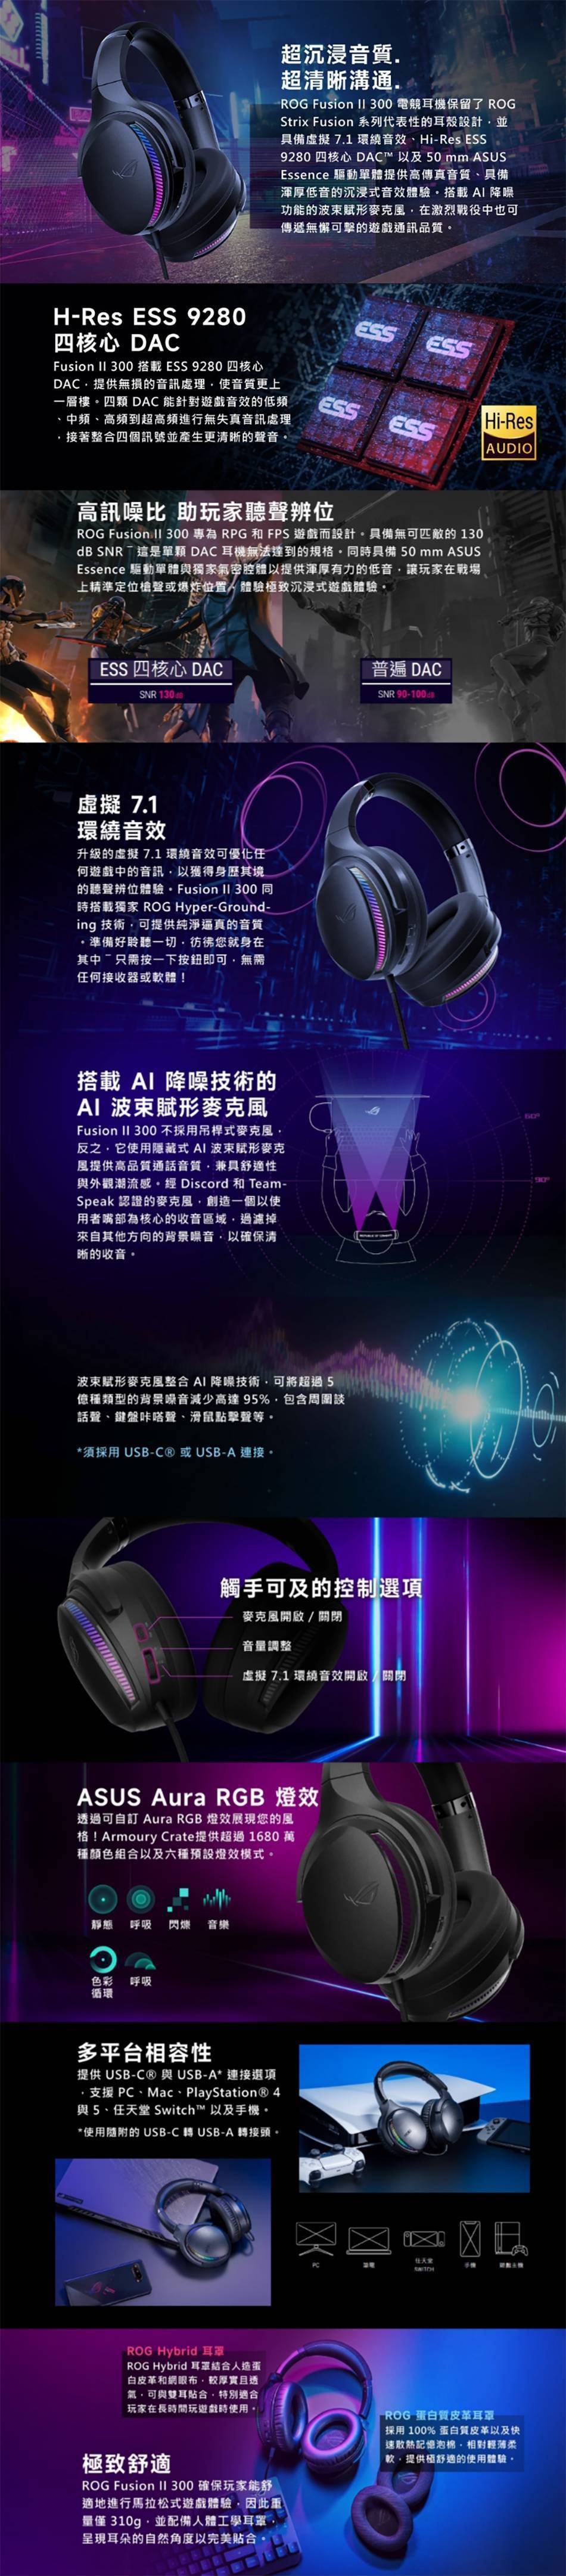 超沉浸音質.
超清晰溝通.
ROG Fusion II 300 電競耳機保留了 ROG
Strix Fusion 系列代表性的耳殼設計，並
具備虛擬 7.1 環繞音效、Hi-Res ESS
9280 四核心 DAC™ 以及 50 mm ASUS
Essence 驅動單體提供高傳真音質、具備
渾厚低音的沉浸式音效體驗。搭載 AI 降噪
功能的波束賦形麥克風，在激烈戰役中也可
傳遞無懈可擊的遊戲通訊品質。
H-Res ESS 9280
四核心 DAC
Fusion II 300 搭載 ESS 9280 四核心
DAC，提供無損的音訊處理，使音質更上
一層樓。四顆 DAC 能針對遊戲音效的低頻
、中頻、高頻到超高頻進行無失真音訊處理
，接著整合四個訊號並產生更清晰的聲音。
ESS
ESS
ESS
ESS
Hi-Res
AUDIO
高訊噪比 助玩家聽聲辨位
ROG Fusion II 300 專為 RPG 和 FPS 遊戲而設計。具備無可匹敵的 130
dB SNR － 這是單顆 DAC 耳機無法達到的規格。同時具備 50 mm ASUS
Essence 驅動單體與獨家氣密腔體以提供渾厚有力的低音，讓玩家在戰場
上精準定位槍聲或爆炸位置，體驗極致沉浸式遊戲體驗。
ESS 四核心 DAC
SNR 130 dB
普遍 DAC
SNR 90-100 dB
虛擬 7.1
環繞音效
升級的虛擬 7.1 環繞音效可優化任
何遊戲中的音訊，以獲得身歷其境
的聽聲辨位體驗。Fusion II 300 同
時搭載獨家 ROG Hyper-Ground-
ing 技術，可提供純淨逼真的音質
。準備好聆聽一切，彷彿您就身在
其中 － 只需按一下按鈕即可，無需
任何接收器或軟體！
搭載 AI 降噪技術的
AI 波束賦形麥克風
Fusion II 300 不採用吊桿式麥克風，
反之，它使用隱藏式 AI 波束賦形麥克
風提供高品質通話音質，兼具舒適性
與外觀潮流感。經 Discord 和 Team-
Speak 認證的麥克風，創造一個以使
用者嘴部為核心的收音區域，過濾掉
來自其他方向的背景噪音，以確保清
晰的收音。
60°
90°
REPUBLIC OF GAMERS
波束賦形麥克風整合 AI 降噪技術，可將超過 5
億種類型的背景噪音減少高達 95%，包含周圍談
話聲、鍵盤咔嗒聲、滑鼠點擊聲等。
*須採用 USB-C® 或 USB-A 連接。
觸手可及的控制選項
麥克風開啟 / 關閉
音量調整
虛擬 7.1 環繞音效開啟 / 關閉
ASUS Aura RGB 燈效
透過可自訂 Aura RGB 燈效展現您的風
格！Armoury Crate提供超過 1680 萬
種顏色組合以及六種預設燈效模式。
靜態 呼吸 閃爍 音樂
色彩 呼吸
循環
多平台相容性
提供 USB-C® 與 USB-A* 連接選項
，支援 PC、Mac、PlayStation® 4
與 5、任天堂 Switch™ 以及手機。
*使用隨附的 USB-C 轉 USB-A 轉接頭。
PC 筆電 任天堂 手機 遊戲主機
SWITCH
ROG Hybrid 耳罩
ROG Hybrid 耳罩結合人造蛋
白皮革和網眼布，較厚實且透
氣，可與雙耳貼合，特別適合
玩家在長時間玩遊戲時使用。
ROG 蛋白質皮革耳罩
採用 100% 蛋白質皮革以及快
速散熱記憶泡棉，相對輕薄柔
軟，提供極舒適的使用體驗。
極致舒適
ROG Fusion II 300 確保玩家能舒
適地進行馬拉松式遊戲體驗，因此重
量僅 310g，並配備人體工學耳罩，
呈現耳朵的自然角度以完美貼合。